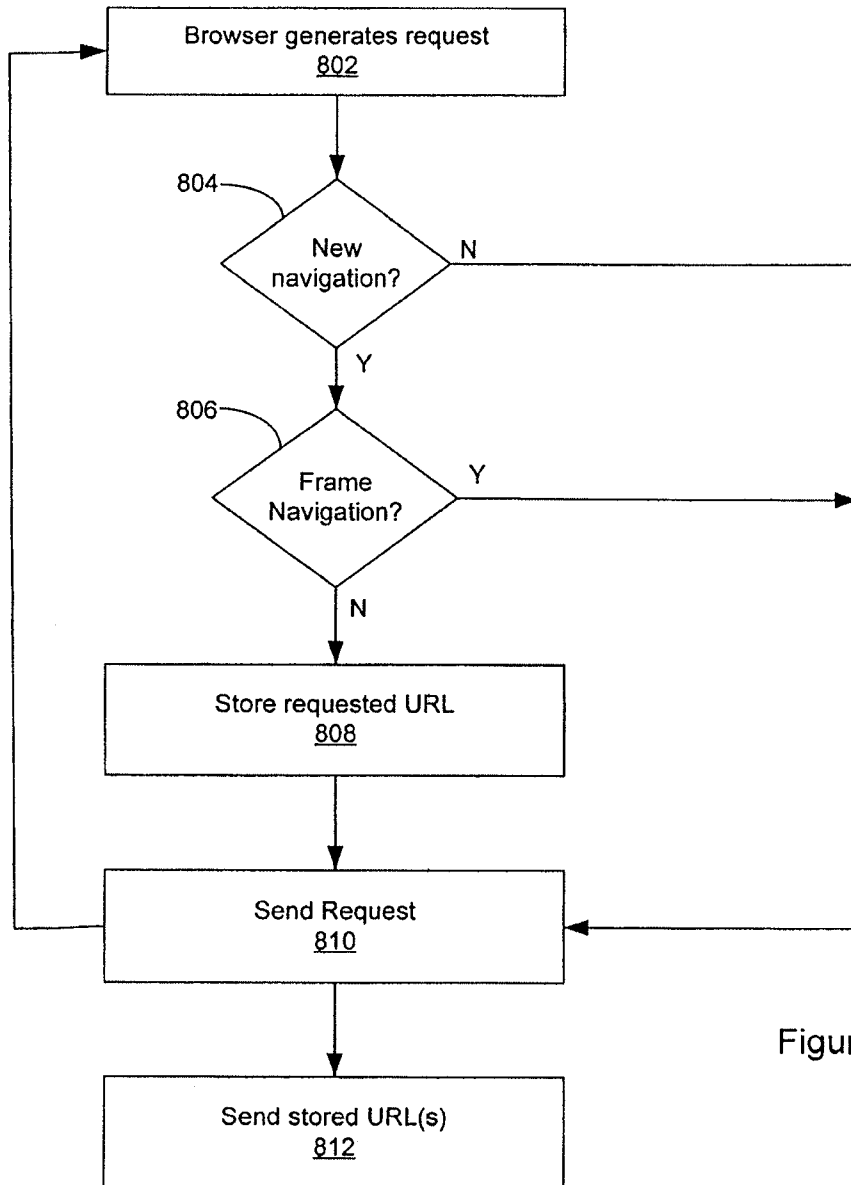 Browser generates request
802
804
New
navigation?
N
Y
806
Frame
Navigation?
Y
N
Store requested URL
808
Send Request
810
Figur
Send stored URL(s)
812